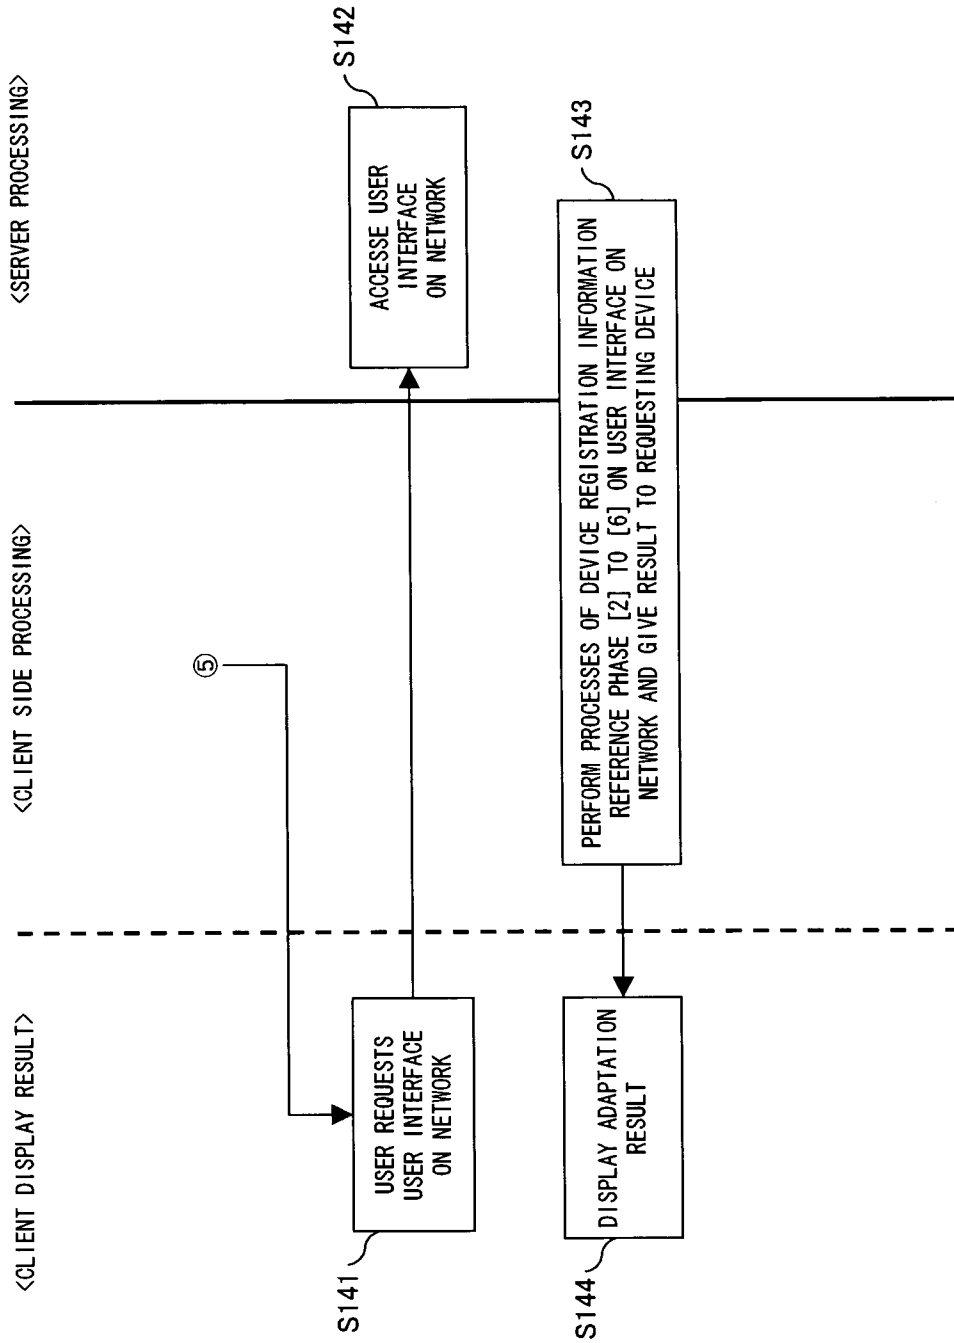 <CLIENT DISPLAY RESULT>
<CLIENT SIDE PROCESSING>
<SERVER PROCESSING>
⑤
S141
USER REQUESTS
USER INTERFACE
ON NETWORK
S142
ACCESSE USER
INTERFACE
ON NETWORK
S143
PERFORM PROCESSES OF DEVICE REGISTRATION INFORMATION
REFERENCE PHASE [2] TO [6] ON USER INTERFACE ON
NETWORK AND GIVE RESULT TO REQUESTING DEVICE
S144
DISPLAY ADAPTATION
RESULT